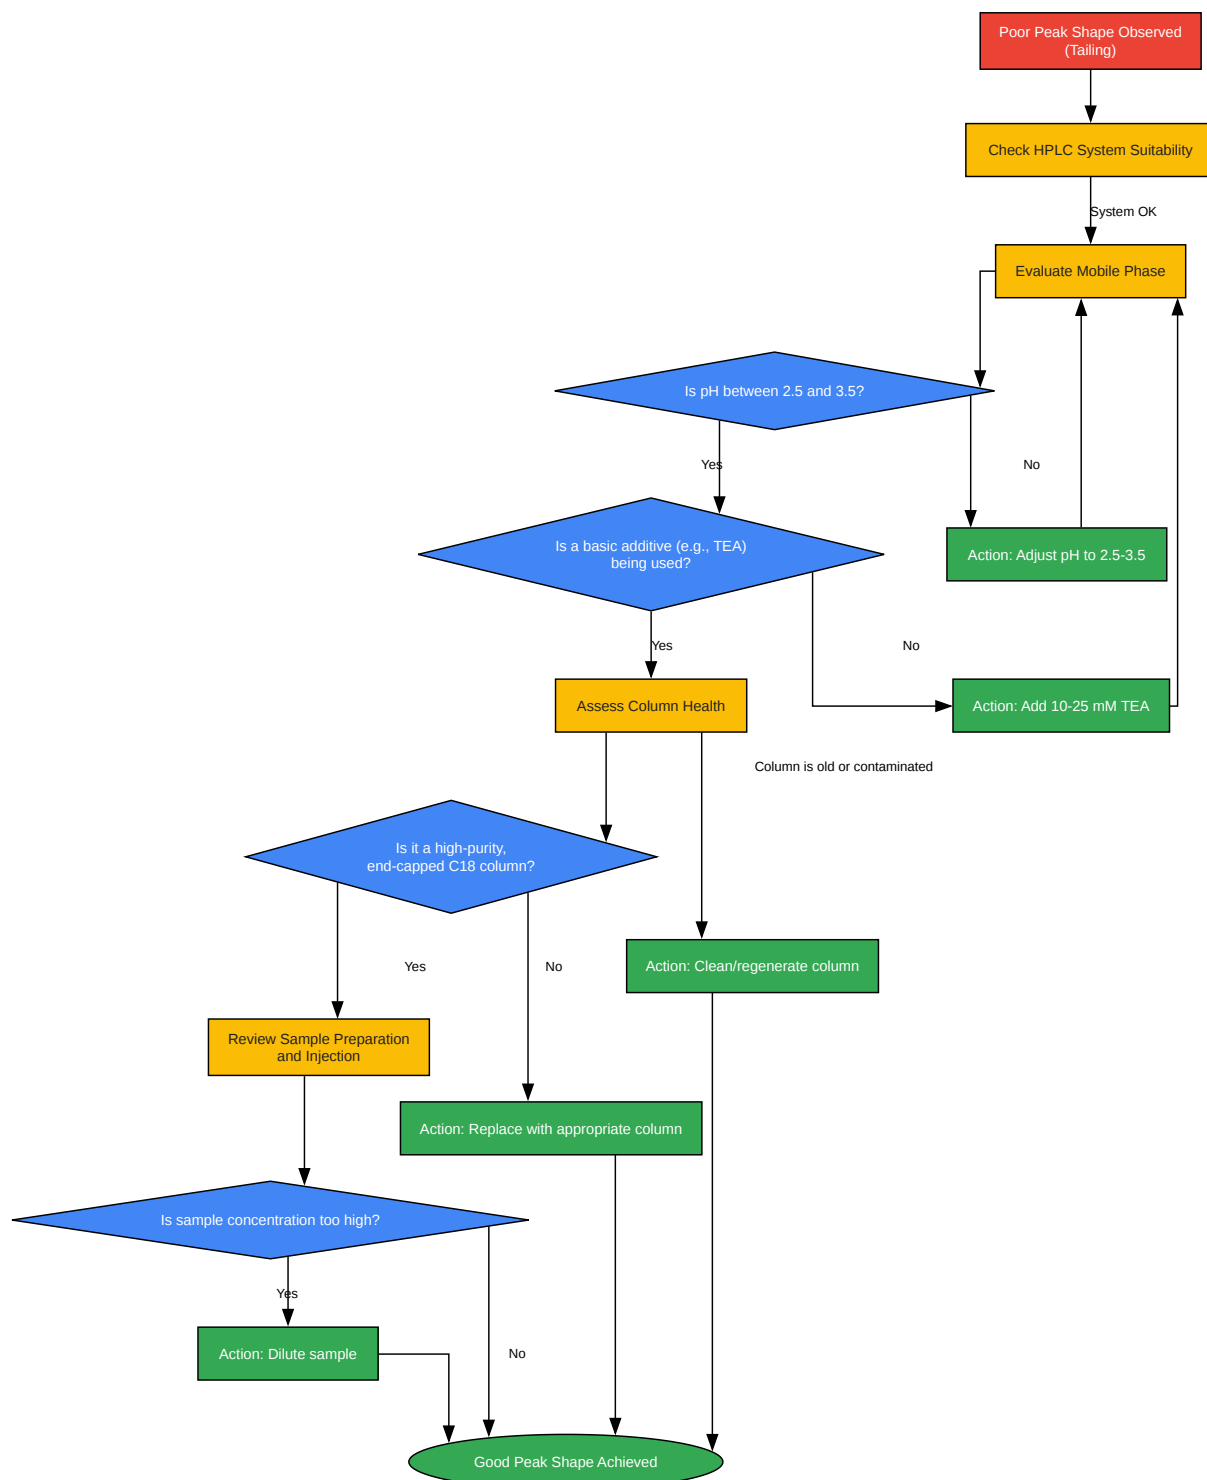 Poor Peak Shape Observed
(Tailing)
Check HPLC System Suitability
System OK
Evaluate Mobile Phase
Is pH between 2.5 and 3.5?
Yes
No
Is a basic additive (e.g., TEA)
being used?
Action: Adjust pH to 2.5-3.5
Yes
No
Assess Column Health
Action: Add 10-25 mM TEA
Column is old or contaminated
Is it a high-purity,
end-capped C18 column?
Yes
No
Action: Clean/regenerate column
Review Sample Preparation
and Injection
Action: Replace with appropriate column
Is sample concentration too high?
Yes
Action: Dilute sample
No
Good Peak Shape Achieved